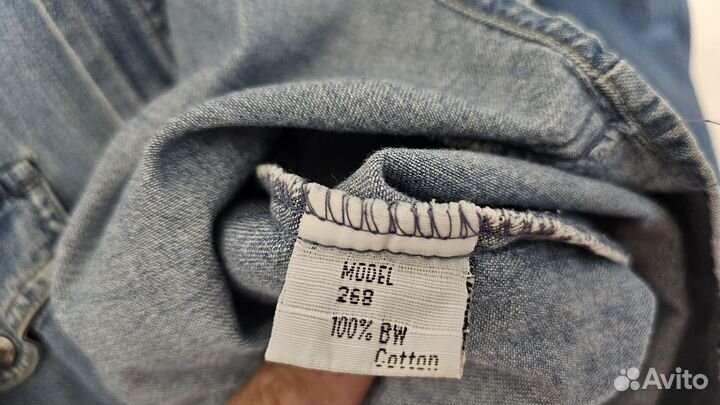 MODEL
268
100% BW
Cotton
Avito